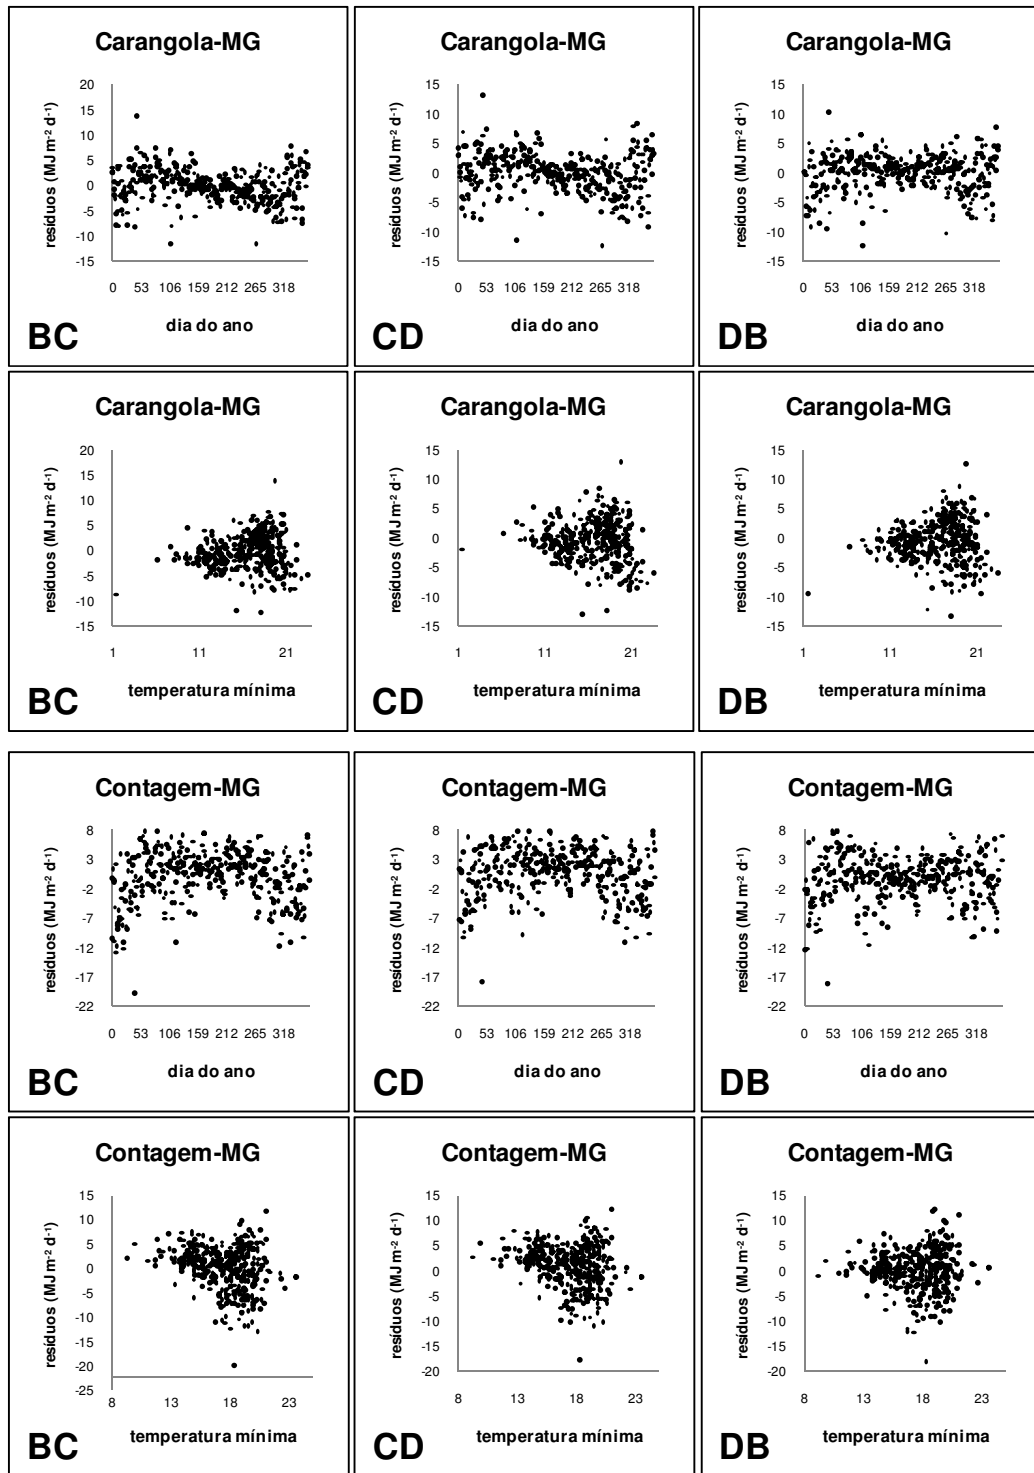 Carangola-MG
20
15
10
5
0
-5
-10
-15
resíduos (MJ m-2 d-1)
0 53 106 159 212 265 318
dia do ano
BC
Carangola-MG
15
10
5
0
-5
-10
-15
resíduos (MJ m-2 d-1)
0 53 106 159 212 265 318
dia do ano
CD
Carangola-MG
15
10
5
0
-5
-10
-15
resíduos (MJ m-2 d-1)
0 53 106 159 212 265 318
dia do ano
DB
Carangola-MG
20
15
10
5
0
-5
-10
-15
resíduos (MJ m-2 d-1)
1 11 21
temperatura mínima
BC
Carangola-MG
15
10
5
0
-5
-10
-15
resíduos (MJ m-2 d-1)
1 11 21
temperatura mínima
CD
Carangola-MG
15
10
5
0
-5
-10
-15
resíduos (MJ m-2 d-1)
1 11 21
temperatura mínima
DB
Contagem-MG
8
3
-2
-7
-12
-17
-22
resíduos (MJ m-2 d-1)
0 53 106 159 212 265 318
dia do ano
BC
Contagem-MG
8
3
-2
-7
-12
-17
-22
resíduos (MJ m-2 d-1)
0 53 106 159 212 265 318
dia do ano
CD
Contagem-MG
8
3
-2
-7
-12
-17
-22
resíduos (MJ m-2 d-1)
0 53 106 159 212 265 318
dia do ano
DB
Contagem-MG
15
10
5
0
-5
-10
-15
-20
-25
resíduos (MJ m-2 d-1)
8 13 18 23
temperatura mínima
BC
Contagem-MG
15
10
5
0
-5
-10
-15
-20
resíduos (MJ m-2 d-1)
8 13 18 23
temperatura mínima
CD
Contagem-MG
15
10
5
0
-5
-10
-15
-20
resíduos (MJ m-2 d-1)
8 13 18 23
temperatura mínima
DB